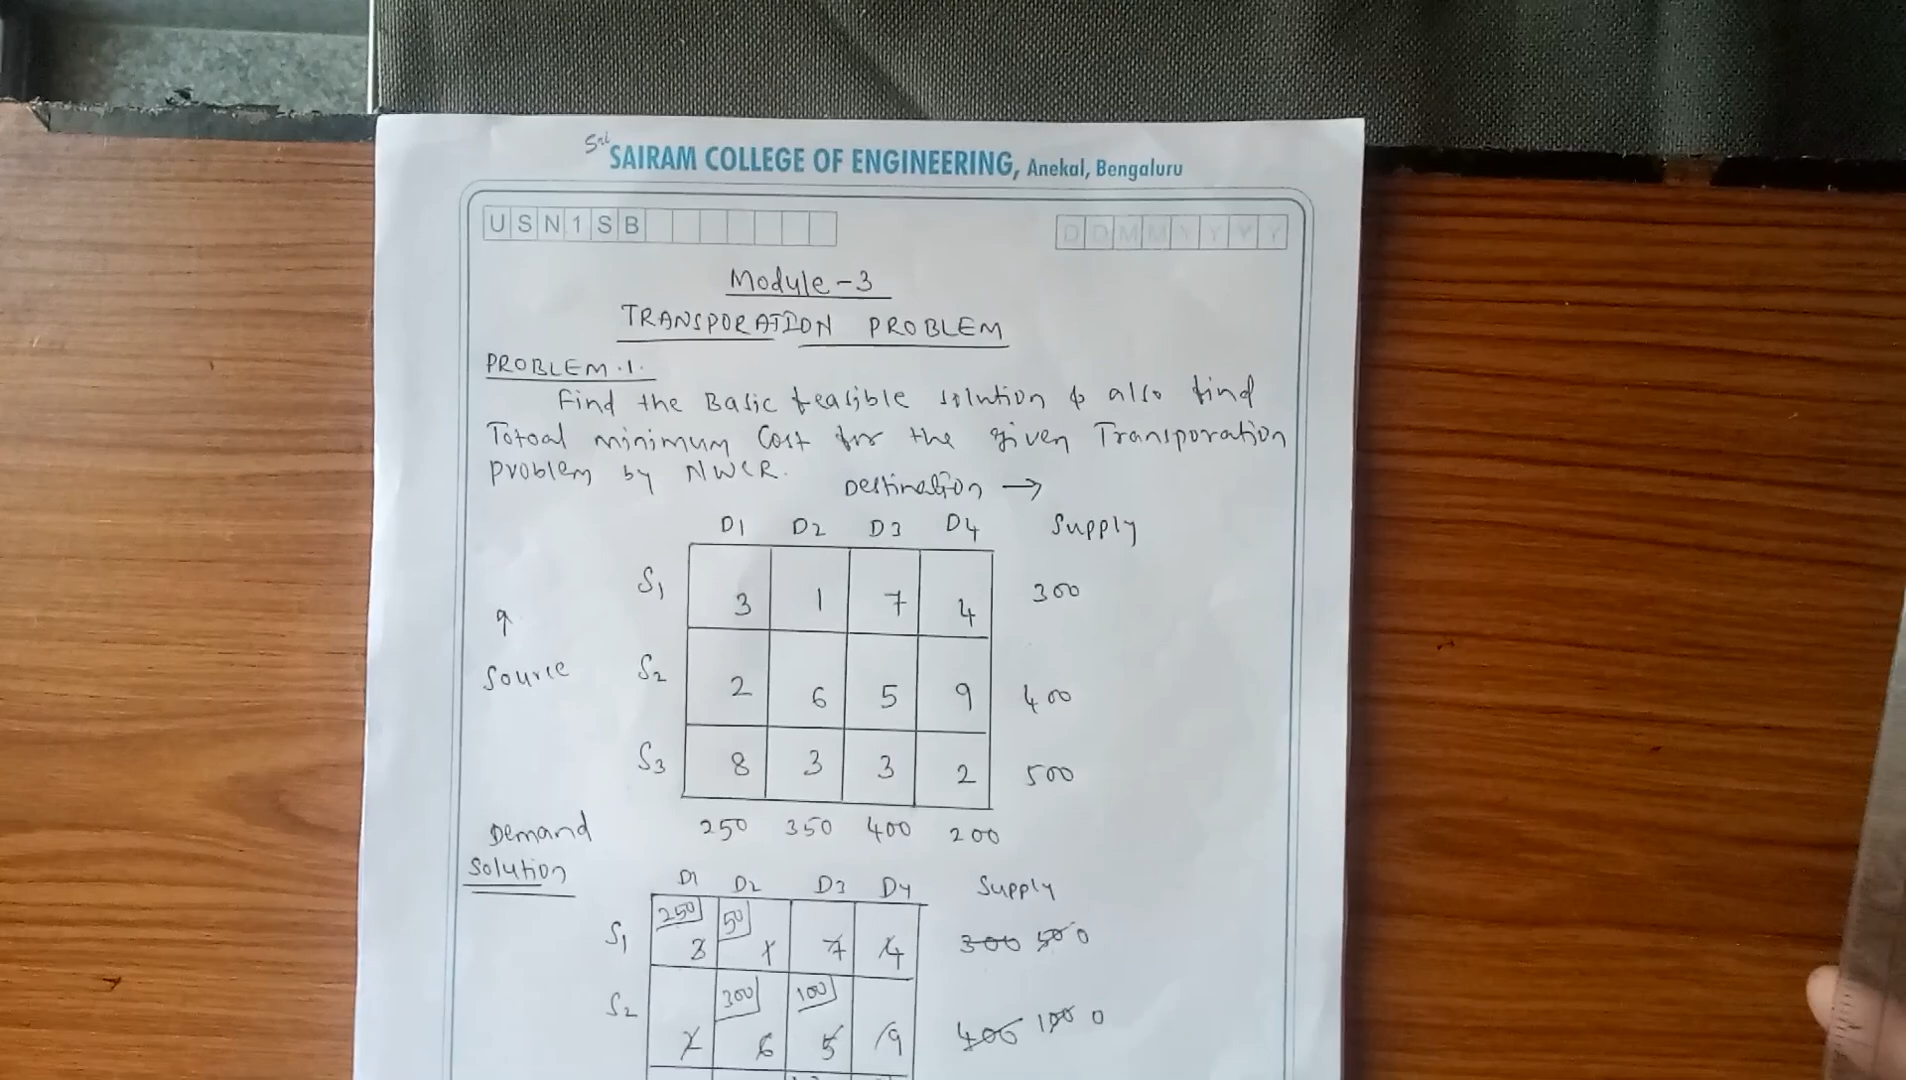 Sri
SAIRAM COLLEGE OF ENGINEERING, Anekal, Bengaluru
USN1SB DDMMYYYY
Module-3
TRANSPORATION PROBLEM
PROBLEM.1.
Find the Basic feasible solution & also find
Totoal minimum Cost for the given Transporation
problem by NWCR.
Destination →
D1 D2 D3 D4 Supply
S1 3 1 7 4 300
Source S2 2 6 5 9 400
S3 8 3 3 2 500
Demand 250 350 400 200
Solution
D1 D2 D3 D4 Supply
250 50
S1 3 1 7 4 300 50 0
300 100
S2 2 6 5 9 400 100 0